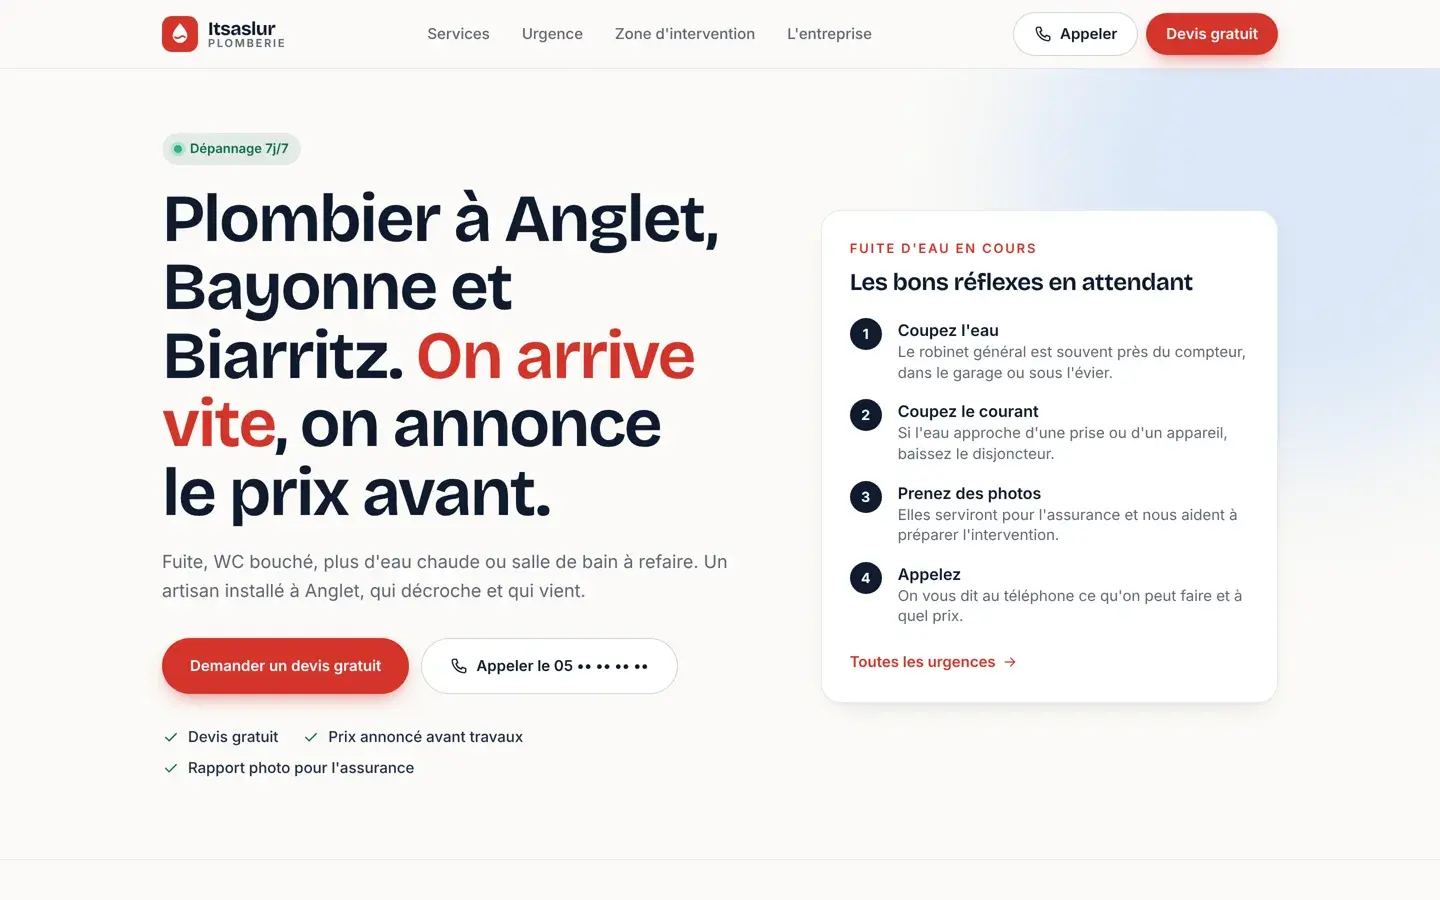 Itsaslur
PLOMBERIE
Services
Urgence
Zone d'intervention
L'entreprise
Appeler
Devis gratuit
Dépannage 7j/7
Plombier à Anglet,
Bayonne et
Biarritz. On arrive
vite, on annonce
le prix avant.
Fuite, WC bouché, plus d'eau chaude ou salle de bain à refaire. Un
artisan installé à Anglet, qui décroche et qui vient.
Demander un devis gratuit
Appeler le 05 •• •• •• ••
Devis gratuit
Prix annoncé avant travaux
Rapport photo pour l'assurance
FUITE D'EAU EN COURS
Les bons réflexes en attendant
1
Coupez l'eau
Le robinet général est souvent près du compteur,
dans le garage ou sous l'évier.
2
Coupez le courant
Si l'eau approche d'une prise ou d'un appareil,
baissez le disjoncteur.
3
Prenez des photos
Elles serviront pour l'assurance et nous aident à
préparer l'intervention.
4
Appelez
On vous dit au téléphone ce qu'on peut faire et à
quel prix.
Toutes les urgences →